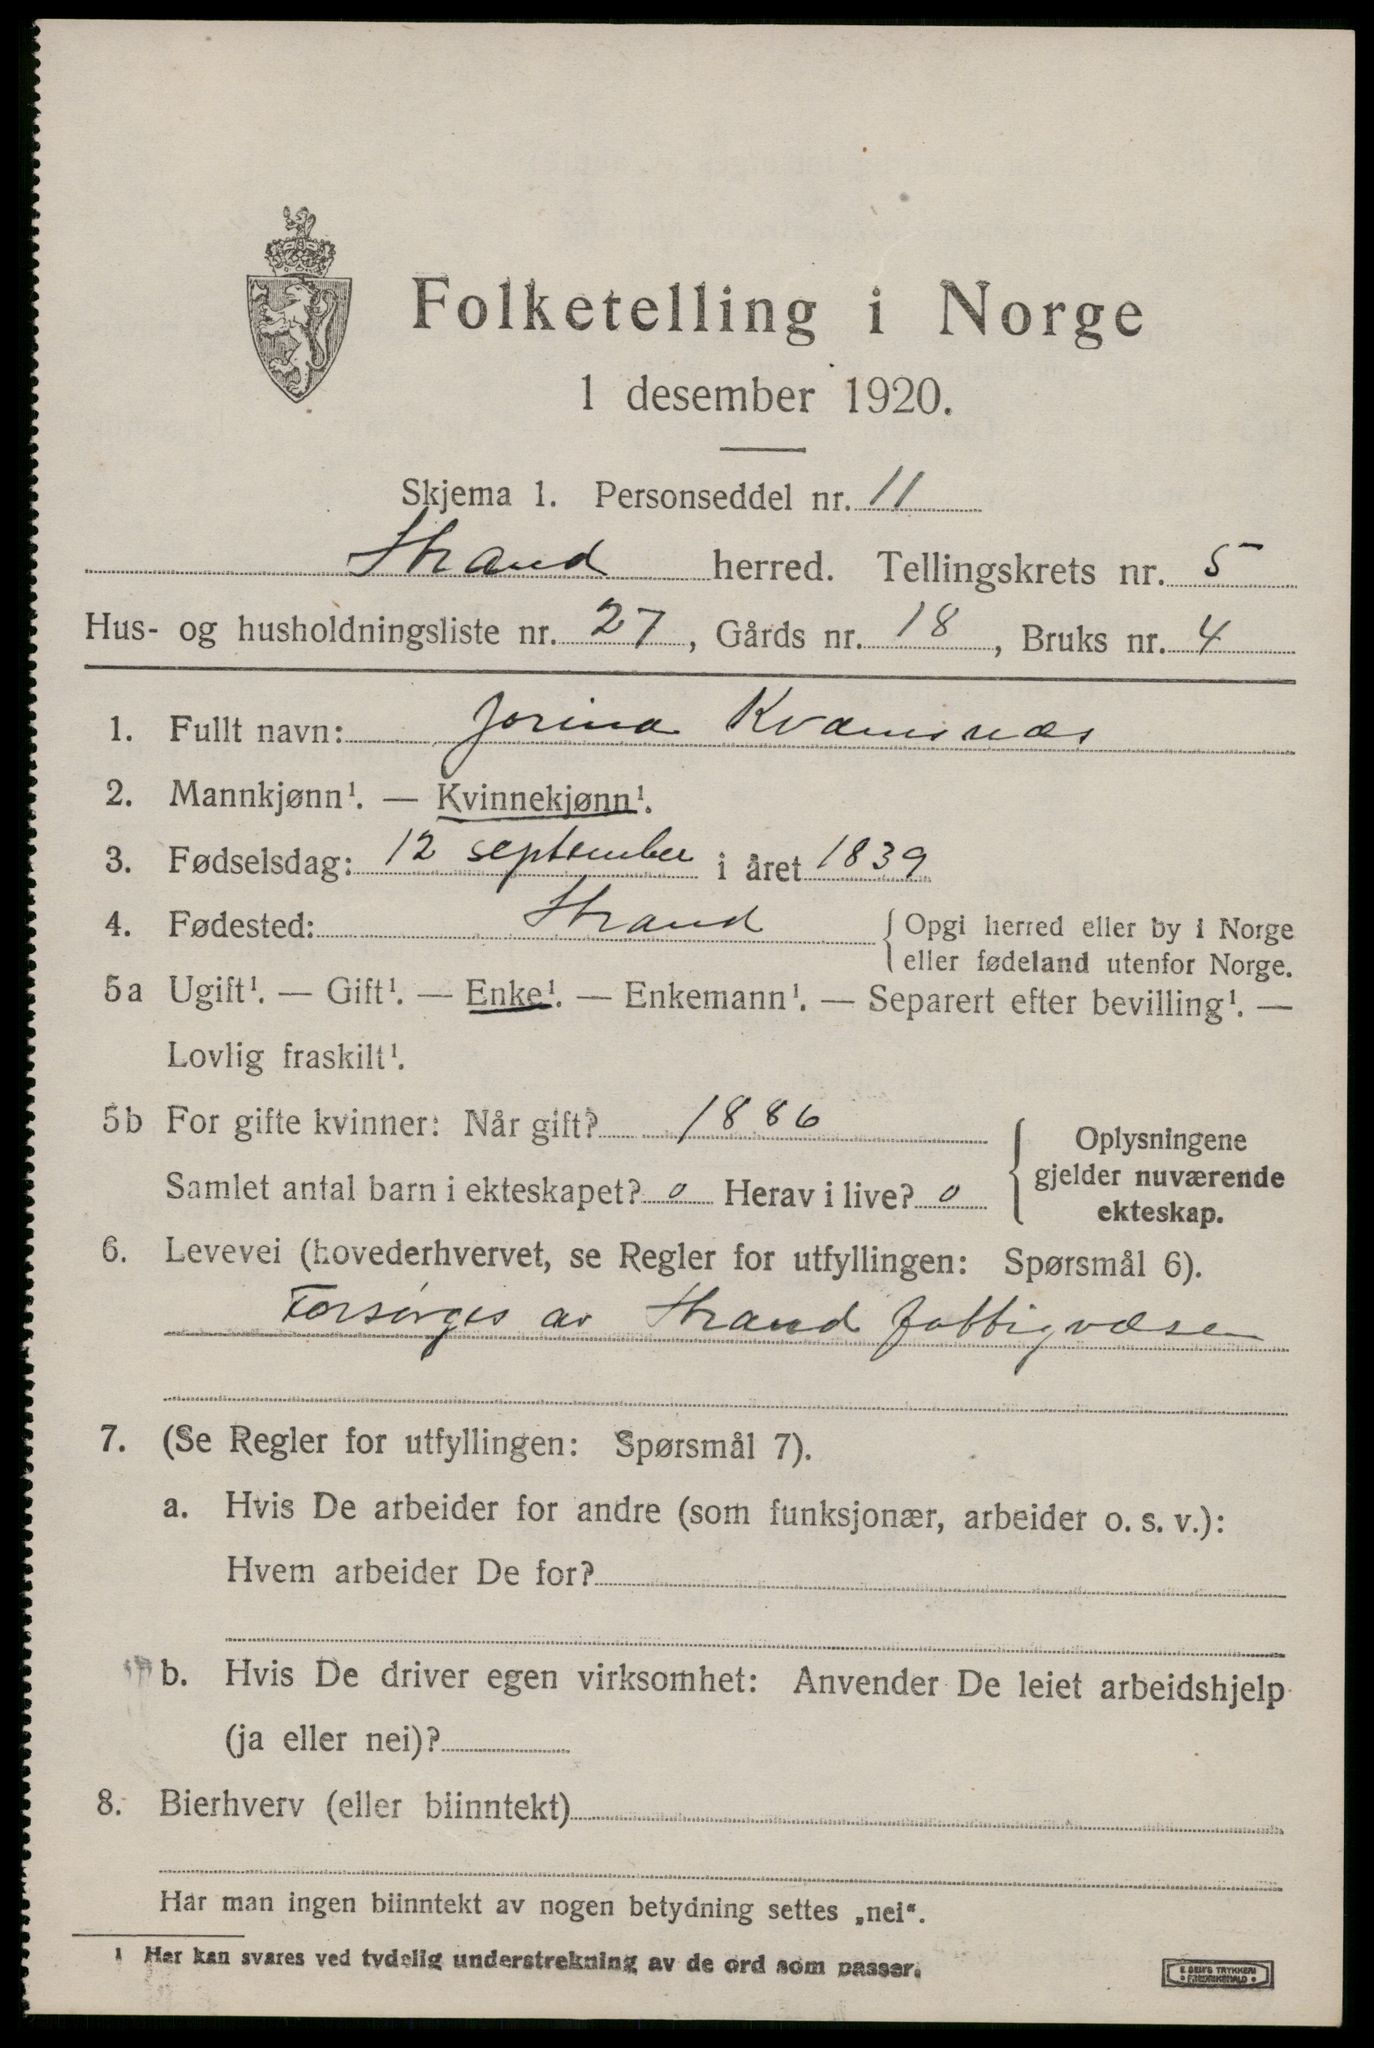 Folketelling i Norge
1 desember 1920.
Skjema 1. Personseddel nr. 11
Strand herred. Tellingskrets nr. 5
Hus- og husholdningsliste nr. 27, Gårds nr. 18, Bruks nr. 4
1. Fullt navn: Jorina Kvamsnæs
2. Mannkjønn¹. — Kvinnekjønn¹.
3. Fødselsdag: 12 september i året 1839
4. Fødested: Strand { Opgi herred eller by i Norge
eller fødeland utenfor Norge.
5a Ugift¹. — Gift¹. — Enke¹. — Enkemann¹. — Separert efter bevilling¹. —
Lovlig fraskilt¹.
5b For gifte kvinner: Når gift? 1886
Samlet antal barn i ekteskapet? 0 Herav i live? 0
{ Oplysningene
gjelder nuværende
ekteskap.
6. Levevei (hovederhvervet, se Regler for utfyllingen: Spørsmål 6).
Forsørges av Strand fattigvæsen
7. (Se Regler for utfyllingen: Spørsmål 7).
a. Hvis De arbeider for andre (som funksjonær, arbeider o. s. v.):
Hvem arbeider De for?
b. Hvis De driver egen virksomhet: Anvender De leiet arbeidshjelp
(ja eller nei)?
8. Bierhverv (eller biinntekt)
Har man ingen biinntekt av nogen betydning settes „nei“.
1 Her kan svares ved tydelig understrekning av de ord som passer.
E. SEM'S TRYKKERI
• FREDRIKSHALD •